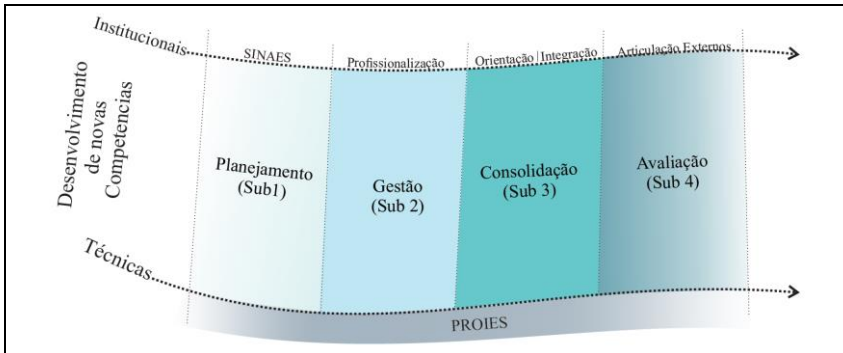 Institucionais
SINAES
Profissionalização
Orientação
Integração
Articulação Externos
Desenvolvimento
de novas
Competencias
Planejamento
(Sub1)
Gestão
(Sub 2)
Consolidação
(Sub 3)
Avaliação
(Sub 4)
Técnicas
PROIES